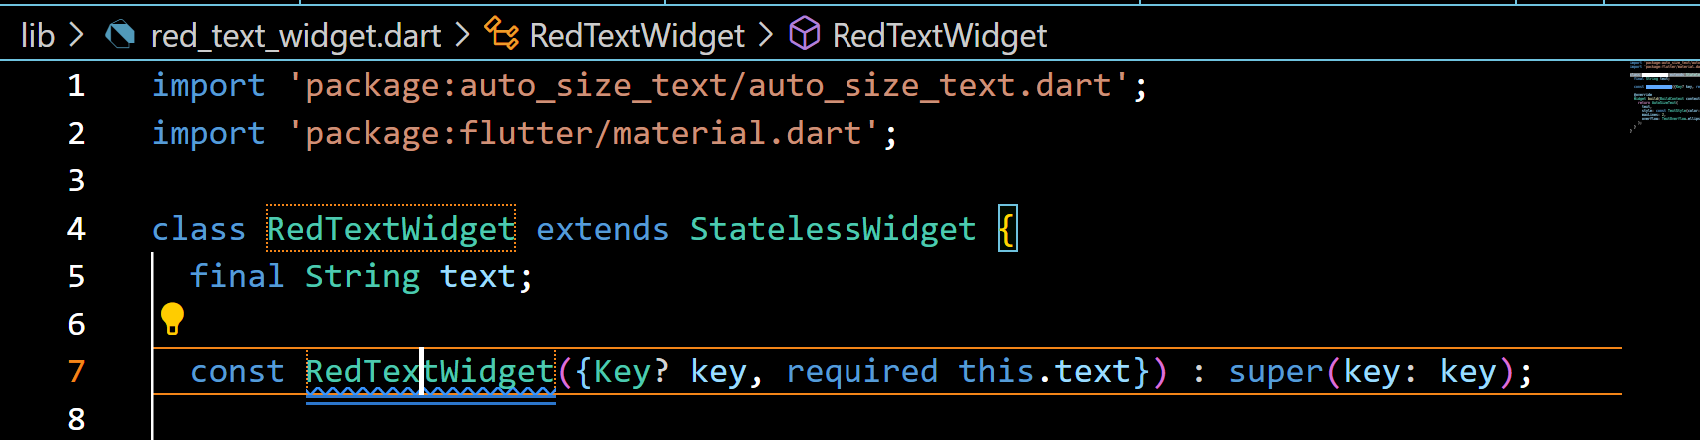 lib > red_text_widget.dart > RedTextWidget > RedTextWidget
1 import 'package:auto_size_text/auto_size_text.dart';
2 import 'package:flutter/material.dart';
3
4 class RedTextWidget extends StatelessWidget {
5 final String text;
6
7 const RedTextWidget({Key? key, required this.text}) : super(key: key);
8